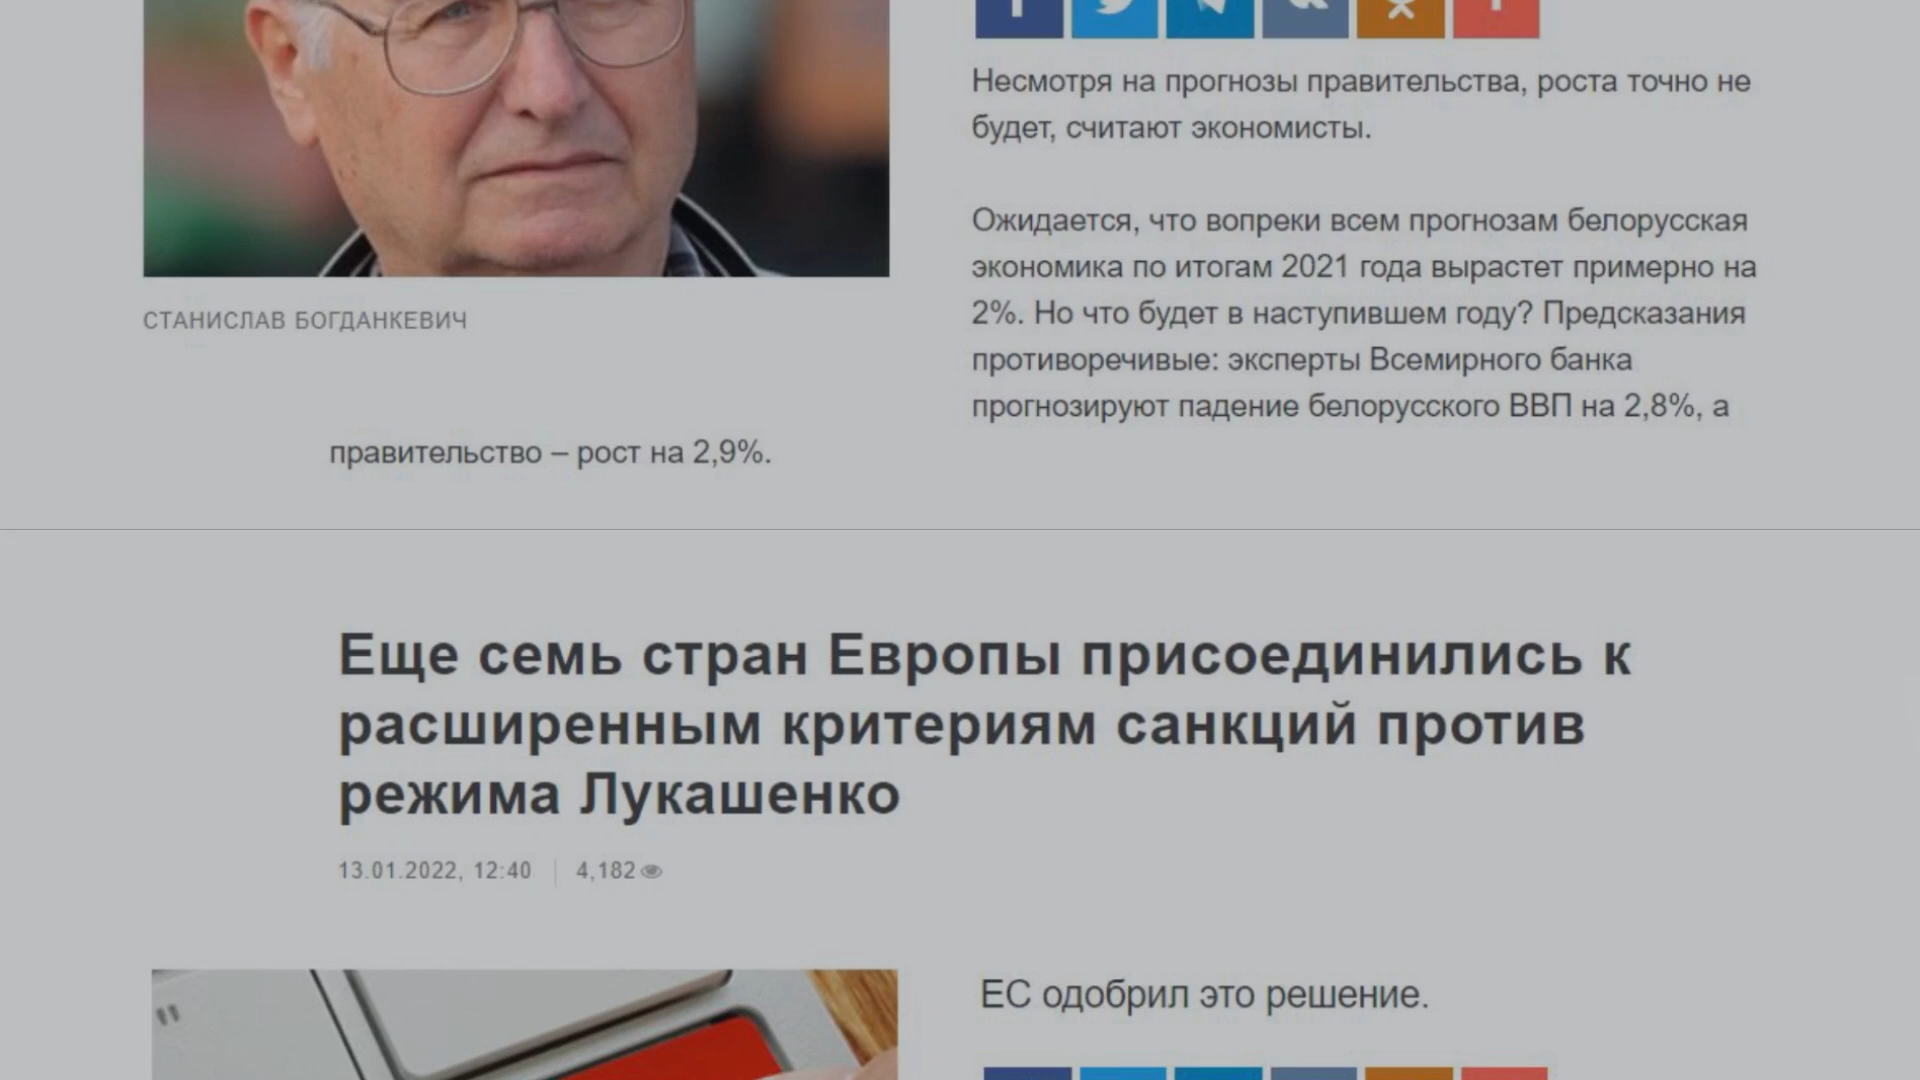 Несмотря на прогнозы правительства, роста точно не
будет, считают экономисты.
Ожидается, что вопреки всем прогнозам белорусская
экономика по итогам 2021 года вырастет примерно на
2%. Но что будет в наступившем году? Предсказания
противоречивые: эксперты Всемирного банка
прогнозируют падение белорусского ВВП на 2,8%, а
правительство – рост на 2,9%.
СТАНИСЛАВ БОГДАНКЕВИЧ
Еще семь стран Европы присоединились к
расширенным критериям санкций против
режима Лукашенко
13.01.2022, 12:40 | 4,182
ЕС одобрил это решение.